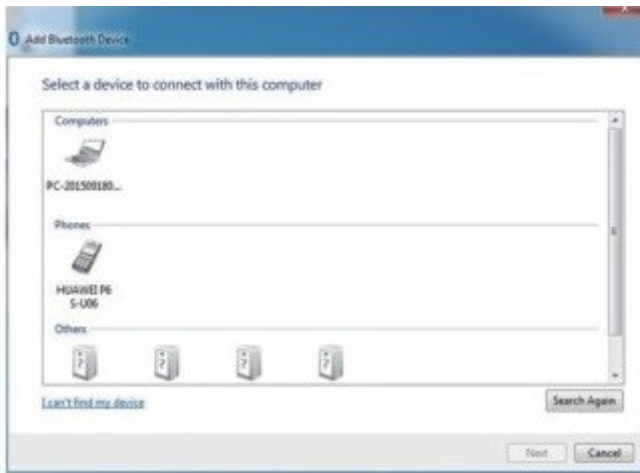 Add Bluetooth Device
Select a device to connect with this computer
Computers
PC-201509180...
Phones
HUAWEI P6
S-U06
Others
I can't find my device
Search Again
Next
Cancel